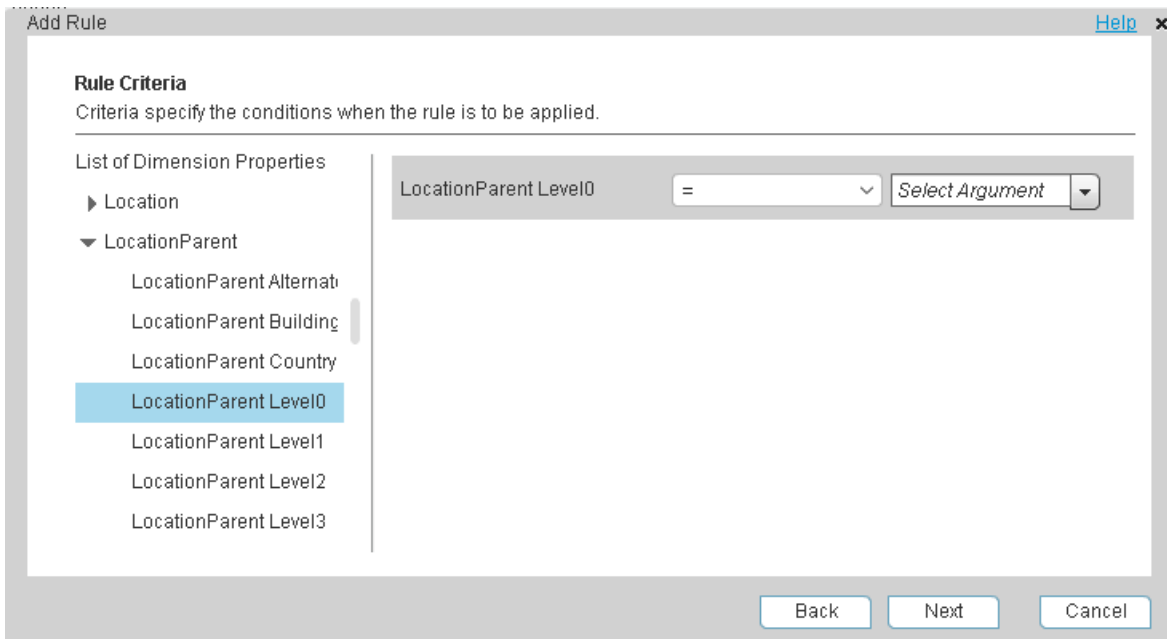 Add Rule
Help
Rule Criteria
Criteria specify the conditions when the rule is to be applied.
List of Dimension Properties
Location
LocationParent
LocationParent Alternat
LocationParent Building
LocationParent Country
LocationParent Level0
LocationParent Level1
LocationParent Level2
LocationParent Level3
LocationParent Level0 = Select Argument
Back Next Cancel